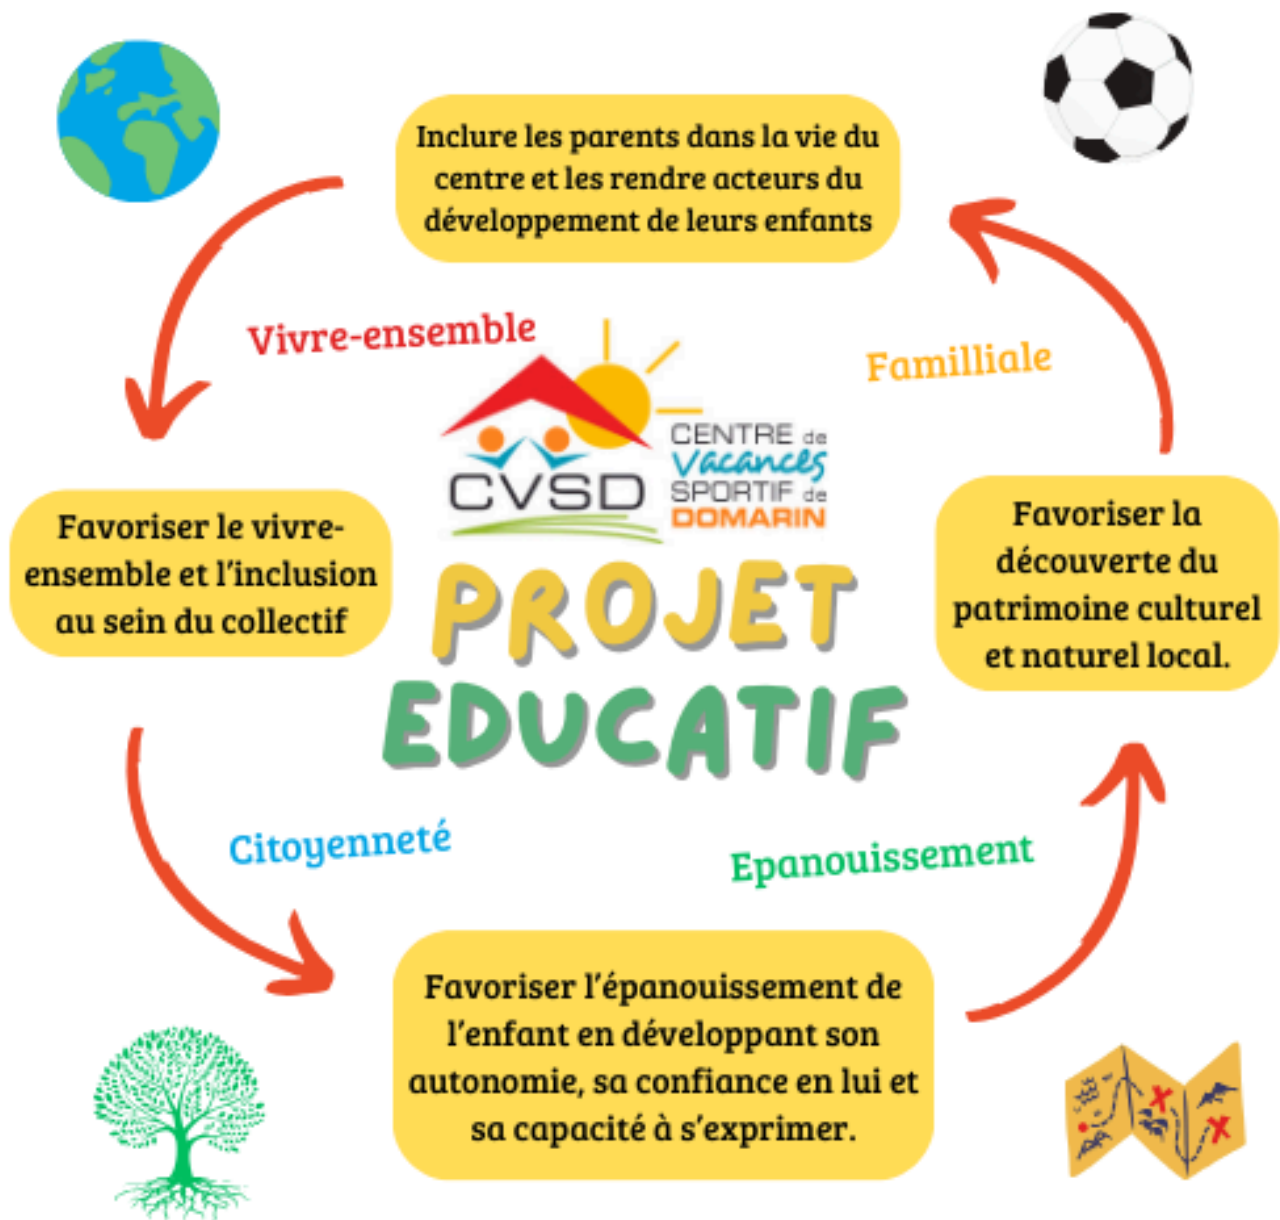 Inclure les parents dans la vie du
centre et les rendre acteurs du
développement de leurs enfants
Vivre-ensemble
Familliale
CVSD
CENTRE de
Vacances
SPORTIF de
DOMARIN
Favoriser le vivre-
ensemble et l'inclusion
au sein du collectif
PROJET
EDUCATIF
Favoriser la
découverte du
patrimoine culturel
et naturel local.
Citoyenneté
Epanouissement
Favoriser l'épanouissement de
l'enfant en développant son
autonomie, sa confiance en lui et
sa capacité à s'exprimer.